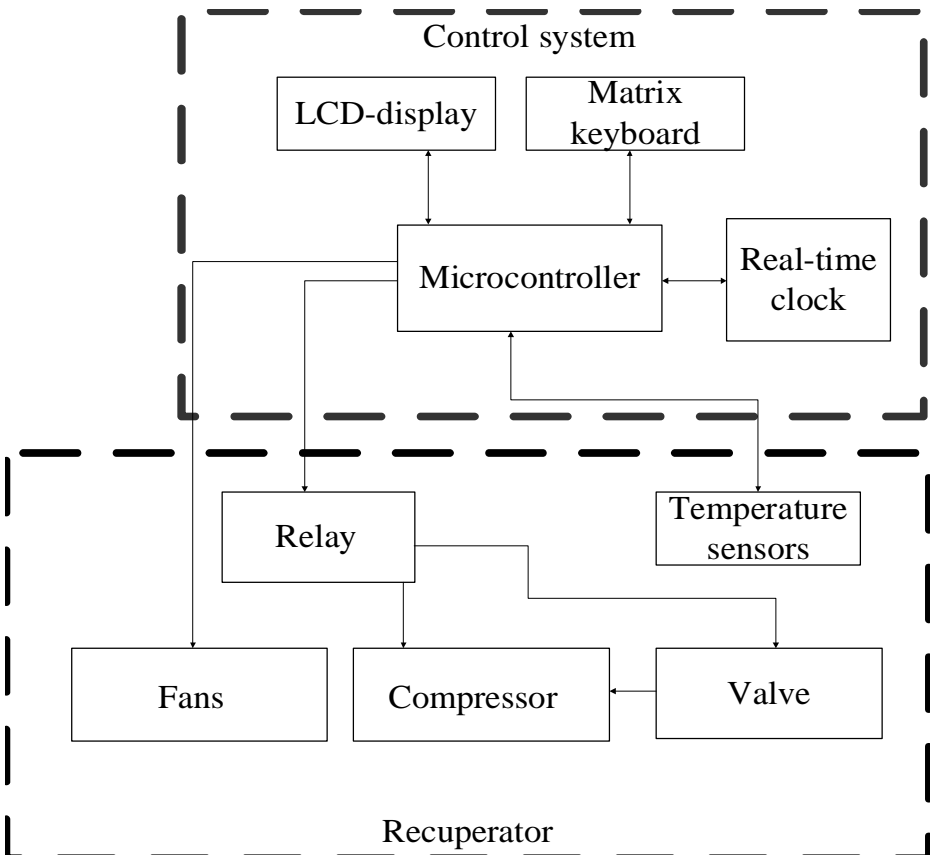 Control system
LCD-display
Matrix
keyboard
Microcontroller
Real-time
clock
Relay
Temperature
sensors
Fans
Compressor
Valve
Recuperator